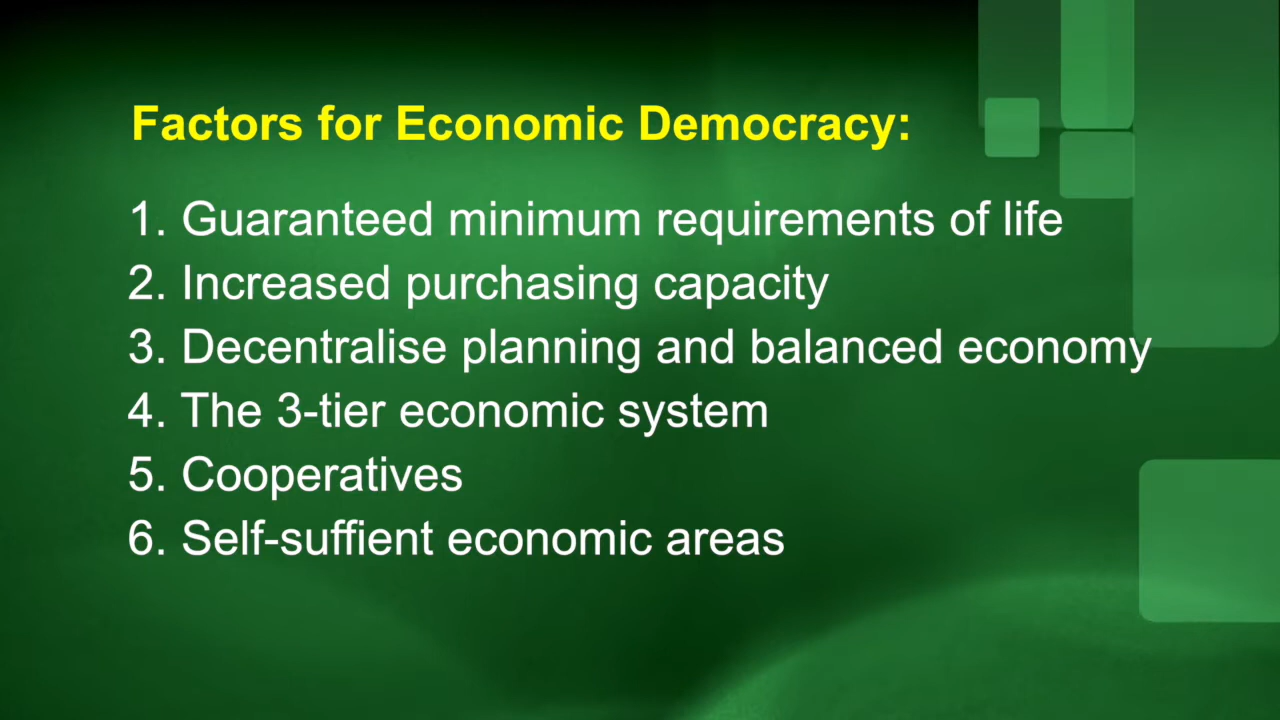 Factors for Economic Democracy:
1. Guaranteed minimum requirements of life
2. Increased purchasing capacity
3. Decentralise planning and balanced economy
4. The 3-tier economic system
5. Cooperatives
6. Self-suffient economic areas